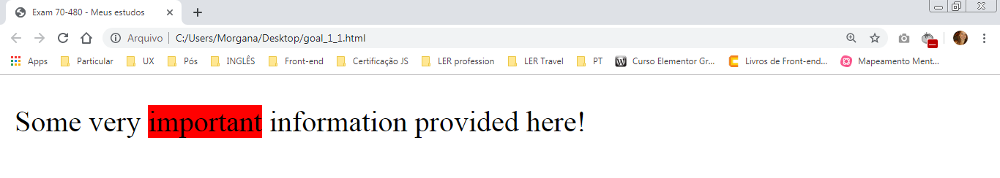 Exam 70-480 - Meus estudos
Arquivo | C:/Users/Morgana/Desktop/goal_1_1.html
Apps Particular UX Pós INGLÊS Front-end Certificação JS LER profession LER Travel PT Curso Elementor Gr... Livros de Front-end... Mapeamento Ment...
Some very important information provided here!